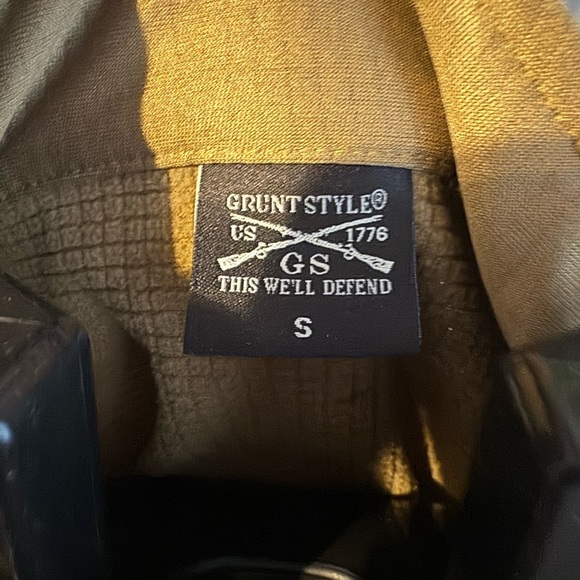 GRUNT STYLE®
US 1776
GS
THIS WE'LL DEFEND
S